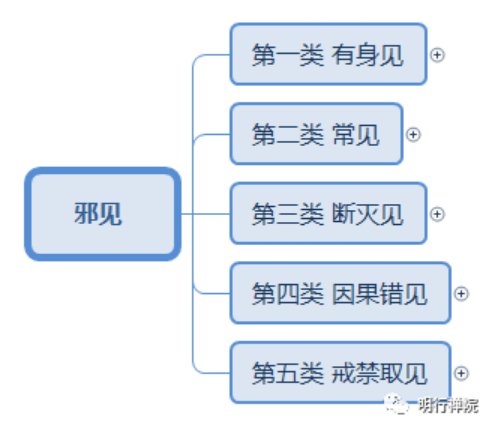 邪见
第一类 有身见
第二类 常见
第三类 断灭见
第四类 因果错见
第五类 戒禁取见
明行禅院